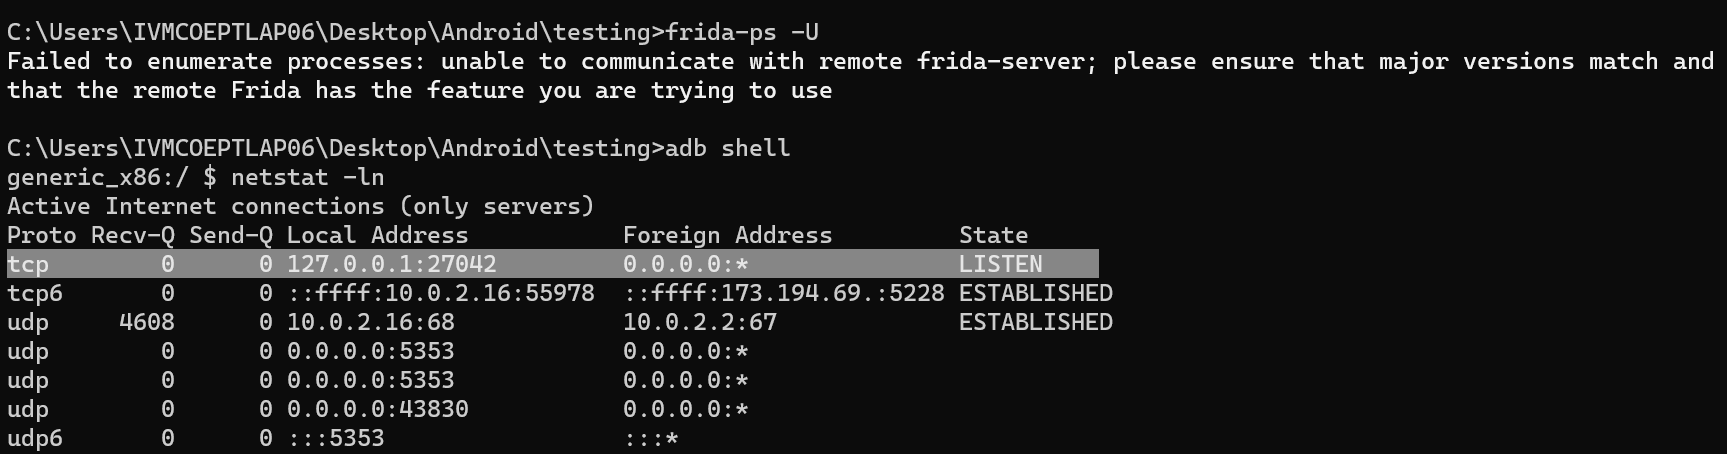 C:\Users\IVMCOEPTLAP06\Desktop\Android\testing>frida-ps -U
Failed to enumerate processes: unable to communicate with remote frida-server; please ensure that major versions match and
that the remote Frida has the feature you are trying to use
C:\Users\IVMCOEPTLAP06\Desktop\Android\testing>adb shell
generic_x86:/ $ netstat -ln
Active Internet connections (only servers)
Proto Recv-Q Send-Q Local Address           Foreign Address         State
tcp        0      0 127.0.0.1:27042         0.0.0.0:*               LISTEN
tcp6       0      0 ::ffff:10.0.2.16:55978  ::ffff:173.194.69.:5228 ESTABLISHED
udp     4608      0 10.0.2.16:68            10.0.2.2:67             ESTABLISHED
udp        0      0 0.0.0.0:5353            0.0.0.0:*
udp        0      0 0.0.0.0:5353            0.0.0.0:*
udp        0      0 0.0.0.0:43830           0.0.0.0:*
udp6       0      0 :::5353                 :::*